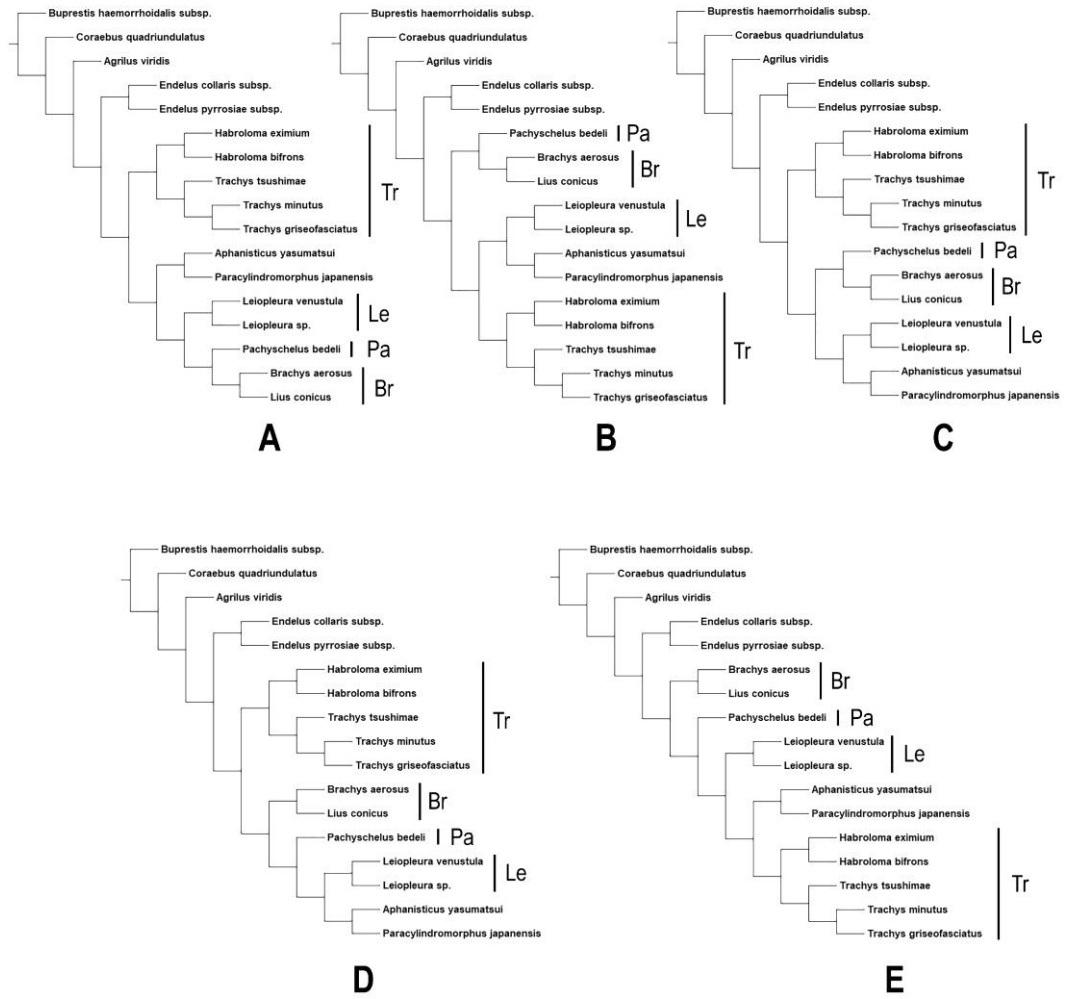 Buprestis haemorrhoidalis subsp.
Coraebus quadriundulatus
Agrilus viridis
Endelus collaris subsp.
Endelus pyrrosiae subsp.
Habroloma eximium
Habroloma bifrons
Trachys tsushimae
Trachys minutus
Trachys griseofasciatus
Tr
Aphanisticus yasumatsui
Paracylindromorphus japanensis
Leiopleura venustula
Leiopleura sp.
Le
Pachyschelus bedeli
Pa
Brachys aerosus
Lius conicus
Br
A
Buprestis haemorrhoidalis subsp.
Coraebus quadriundulatus
Agrilus viridis
Endelus collaris subsp.
Endelus pyrrosiae subsp.
Pachyschelus bedeli
Pa
Brachys aerosus
Lius conicus
Br
Leiopleura venustula
Leiopleura sp.
Le
Aphanisticus yasumatsui
Paracylindromorphus japanensis
Habroloma eximium
Habroloma bifrons
Trachys tsushimae
Trachys minutus
Trachys griseofasciatus
Tr
B
Buprestis haemorrhoidalis subsp.
Coraebus quadriundulatus
Agrilus viridis
Endelus collaris subsp.
Endelus pyrrosiae subsp.
Habroloma eximium
Habroloma bifrons
Trachys tsushimae
Trachys minutus
Trachys griseofasciatus
Tr
Pachyschelus bedeli
Pa
Brachys aerosus
Lius conicus
Br
Leiopleura venustula
Leiopleura sp.
Le
Aphanisticus yasumatsui
Paracylindromorphus japanensis
C
Buprestis haemorrhoidalis subsp.
Coraebus quadriundulatus
Agrilus viridis
Endelus collaris subsp.
Endelus pyrrosiae subsp.
Habroloma eximium
Habroloma bifrons
Trachys tsushimae
Trachys minutus
Trachys griseofasciatus
Tr
Brachys aerosus
Lius conicus
Br
Pachyschelus bedeli
Pa
Leiopleura venustula
Leiopleura sp.
Le
Aphanisticus yasumatsui
Paracylindromorphus japanensis
D
Buprestis haemorrhoidalis subsp.
Coraebus quadriundulatus
Agrilus viridis
Endelus collaris subsp.
Endelus pyrrosiae subsp.
Brachys aerosus
Lius conicus
Br
Pachyschelus bedeli
Pa
Leiopleura venustula
Leiopleura sp.
Le
Aphanisticus yasumatsui
Paracylindromorphus japanensis
Habroloma eximium
Habroloma bifrons
Trachys tsushimae
Trachys minutus
Trachys griseofasciatus
Tr
E